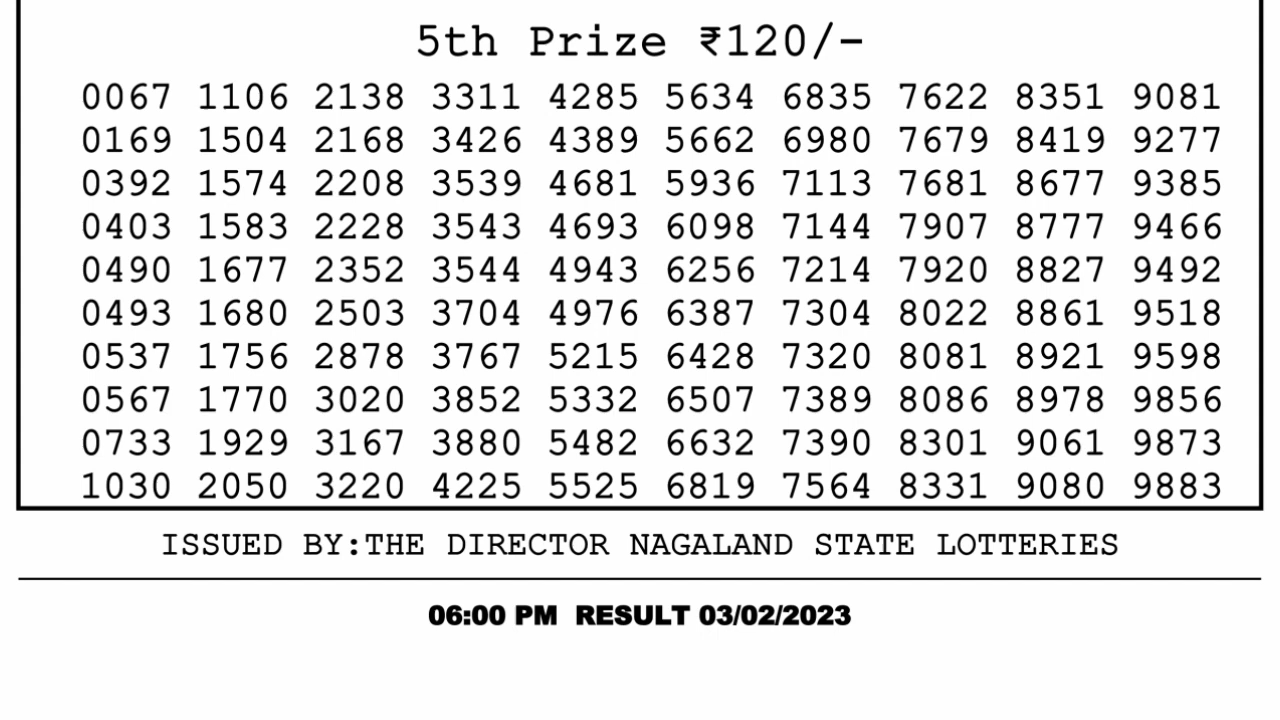 5th Prize ₹120/-
0067 1106 2138 3311 4285 5634 6835 7622 8351 9081
0169 1504 2168 3426 4389 5662 6980 7679 8419 9277
0392 1574 2208 3539 4681 5936 7113 7681 8677 9385
0403 1583 2228 3543 4693 6098 7144 7907 8777 9466
0490 1677 2352 3544 4943 6256 7214 7920 8827 9492
0493 1680 2503 3704 4976 6387 7304 8022 8861 9518
0537 1756 2878 3767 5215 6428 7320 8081 8921 9598
0567 1770 3020 3852 5332 6507 7389 8086 8978 9856
0733 1929 3167 3880 5482 6632 7390 8301 9061 9873
1030 2050 3220 4225 5525 6819 7564 8331 9080 9883
ISSUED BY:THE DIRECTOR NAGALAND STATE LOTTERIES
06:00 PM RESULT 03/02/2023